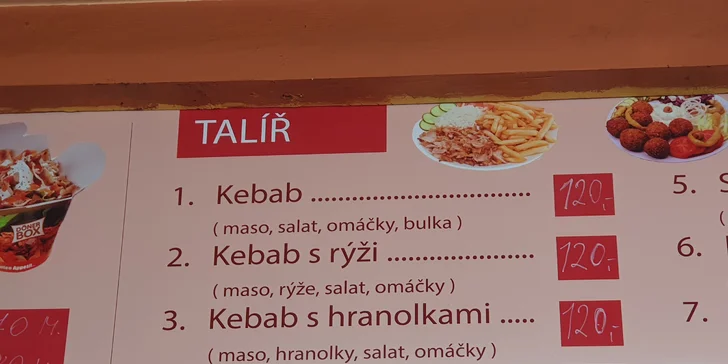 TALÍŘ
1. Kebab .................................. 120,-
( maso, salat, omáčky, bulka )
2. Kebab s rýži ....................... 120,-
( maso, rýže, salat, omáčky )
3. Kebab s hranolkami ..... 120,-
( maso, hranolky, salat, omáčky )
5.
6.
7.
DÖNER
BOX